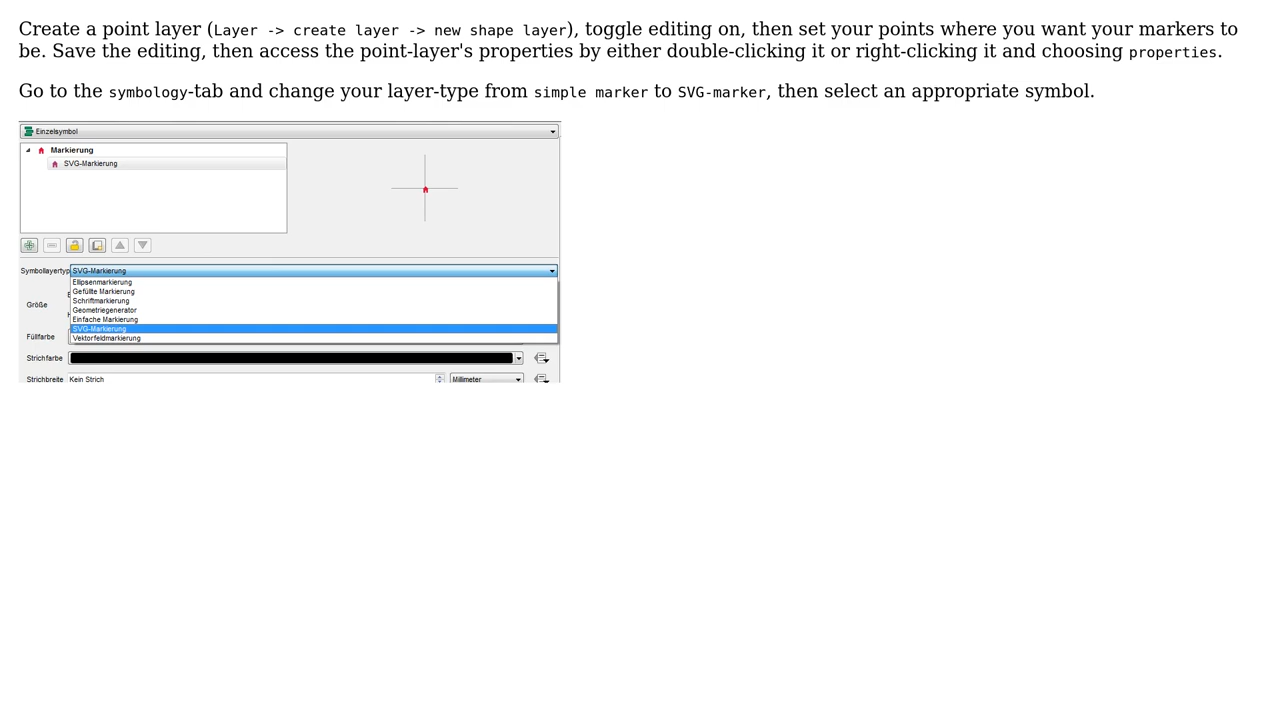 Create a point layer (Layer -> create layer -> new shape layer), toggle editing on, then set your points where you want your markers to
be. Save the editing, then access the point-layer's properties by either double-clicking it or right-clicking it and choosing properties.
Go to the symbology-tab and change your layer-type from simple marker to SVG-marker, then select an appropriate symbol.
Einzelsymbol
Markierung
SVG-Markierung
Symbollayertyp SVG-Markierung
Ellipsenmarkierung
Gefüllte Markierung
Schriftmarkierung
Größe
Geometriegenerator
Einfache Markierung
SVG-Markierung
Füllfarbe
Vektorfeldmarkierung
Strichfarbe
Strichbreite Kein Strich Millimeter